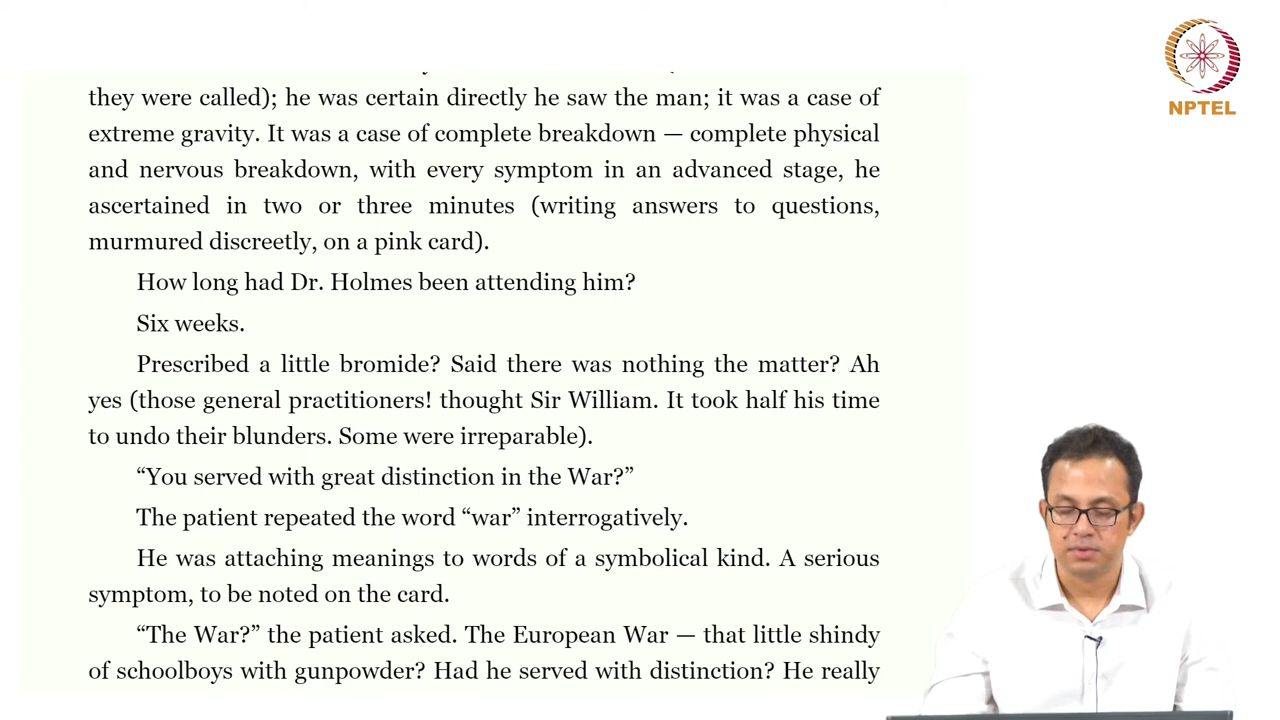 they were called); he was certain directly he saw the man; it was a case of
extreme gravity. It was a case of complete breakdown — complete physical
and nervous breakdown, with every symptom in an advanced stage, he
ascertained in two or three minutes (writing answers to questions,
murmured discreetly, on a pink card).
How long had Dr. Holmes been attending him?
Six weeks.
Prescribed a little bromide? Said there was nothing the matter? Ah
yes (those general practitioners! thought Sir William. It took half his time
to undo their blunders. Some were irreparable).
“You served with great distinction in the War?”
The patient repeated the word “war” interrogatively.
He was attaching meanings to words of a symbolical kind. A serious
symptom, to be noted on the card.
“The War?” the patient asked. The European War — that little shindy
of schoolboys with gunpowder? Had he served with distinction? He really
NPTEL